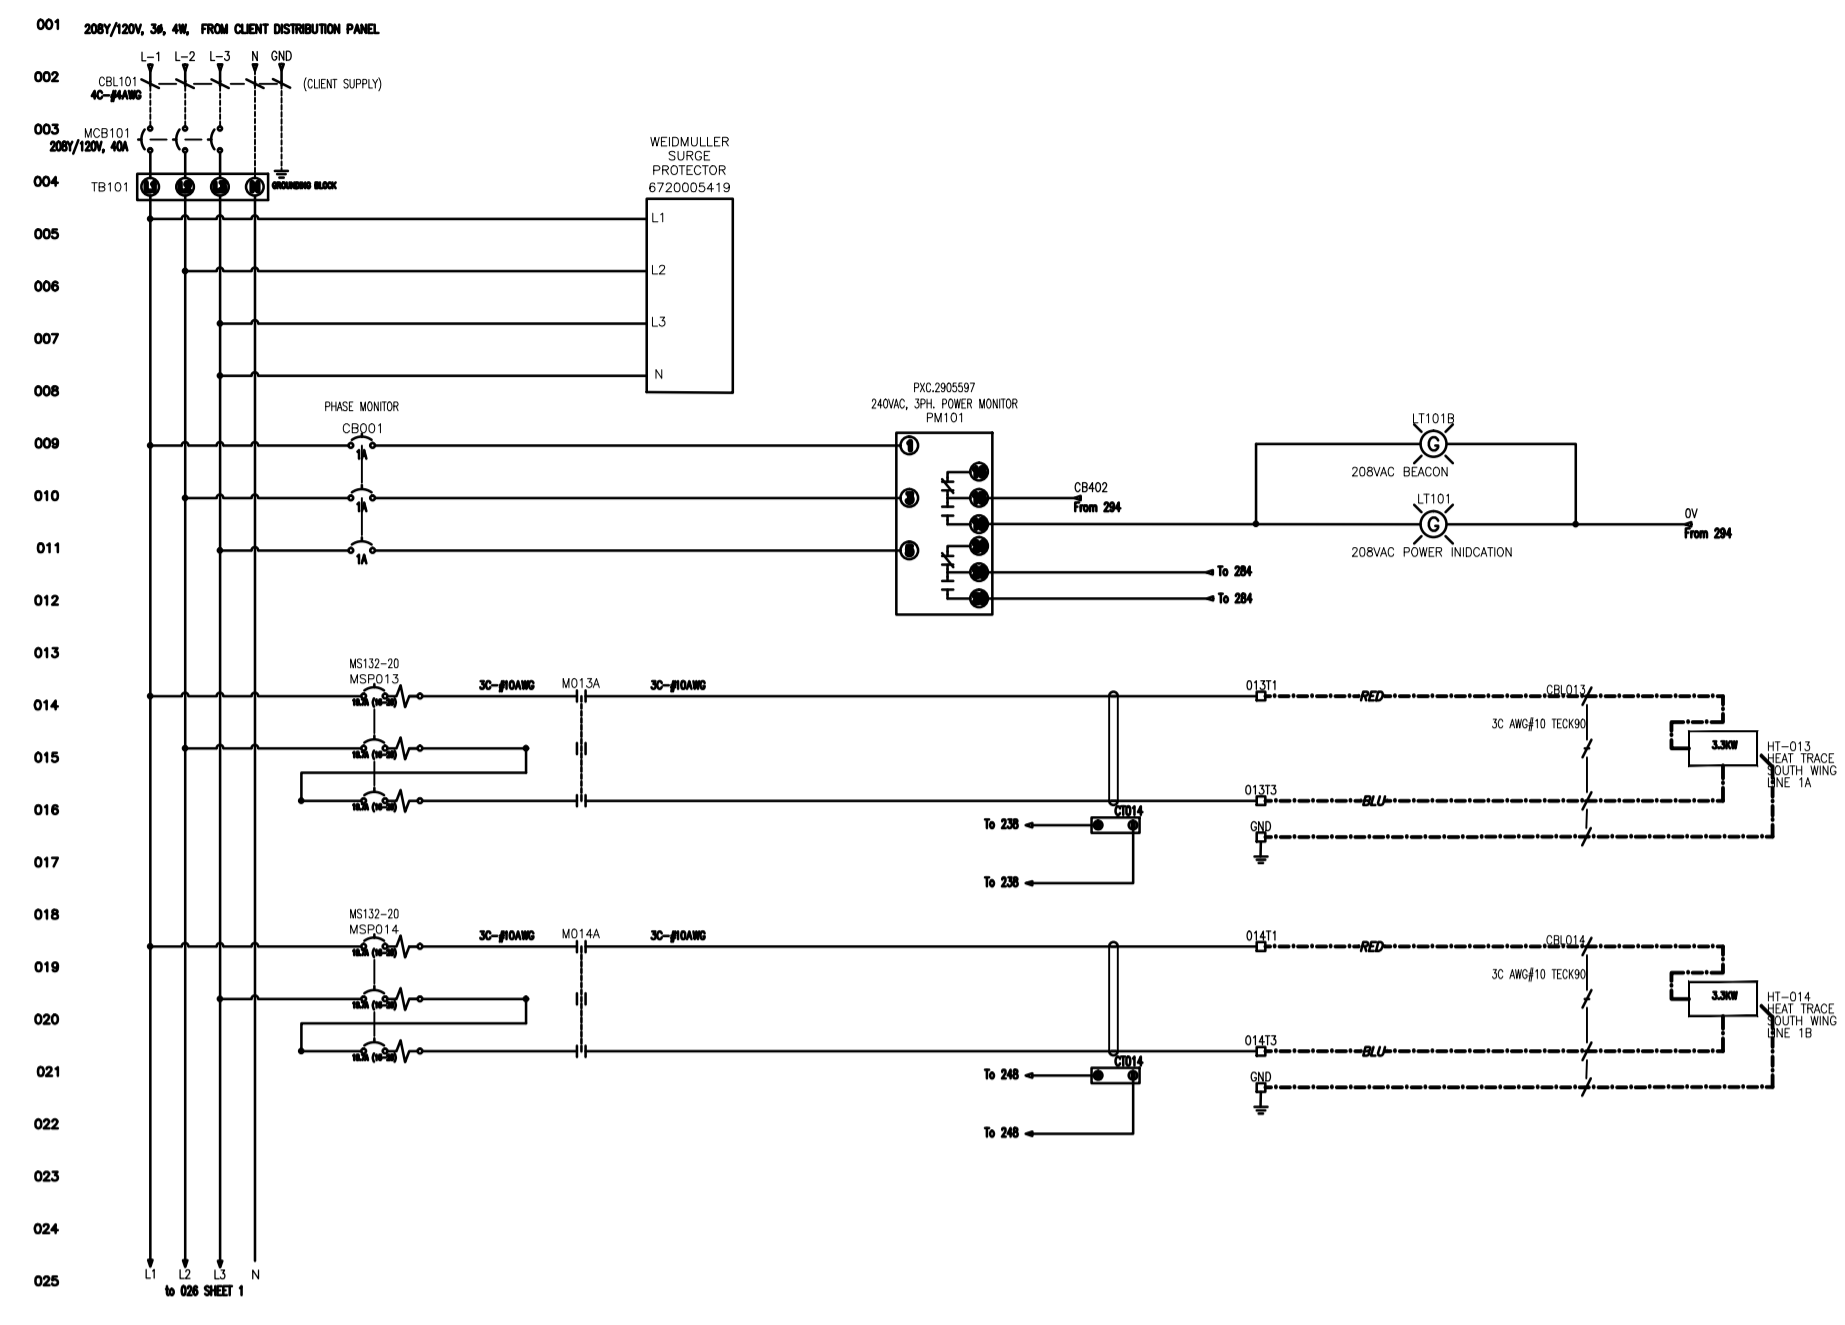 001
208Y/120V, 3ø, 4W, FROM CLIENT DISTRIBUTION PANEL
L-1 L-2 L-3 N GND
002
CBL101
4C-#4AWG
(CLIENT SUPPLY)
003
MCB101
208Y/120V, 40A
WEIDMULLER
SURGE
PROTECTOR
6720005419
004
TB101
L1 L2 L3 N
GROUNDING BLOCK
L1
005
L2
006
L3
007
N
008
PHASE MONITOR
CB001
PXC.2905597
240VAC, 3PH. POWER MONITOR
PM101
009
1A
1
LT101B
G
208VAC BEACON
010
1A
3
CB402
From 294
LT101
G
208VAC POWER INIDCATION
0V
From 294
011
1A
5
To 284
012
To 284
013
MS132-20
MSP013
3C-#10AWG
M013A
3C-#10AWG
013T1
RED
CBL013
014
3C AWG#10 TECK90
015
3.3KW
HT-013
HEAT TRACE
SOUTH WING
LINE 1A
016
013T3
BLU
CT014
To 238
GND
017
To 238
018
MS132-20
MSP014
3C-#10AWG
M014A
3C-#10AWG
014T1
RED
CBL014
019
3C AWG#10 TECK90
020
3.3KW
HT-014
HEAT TRACE
SOUTH WING
LINE 1B
014T3
BLU
021
CT014
To 248
GND
022
To 248
023
024
025
L1 L2 L3 N
to 026 SHEET 1